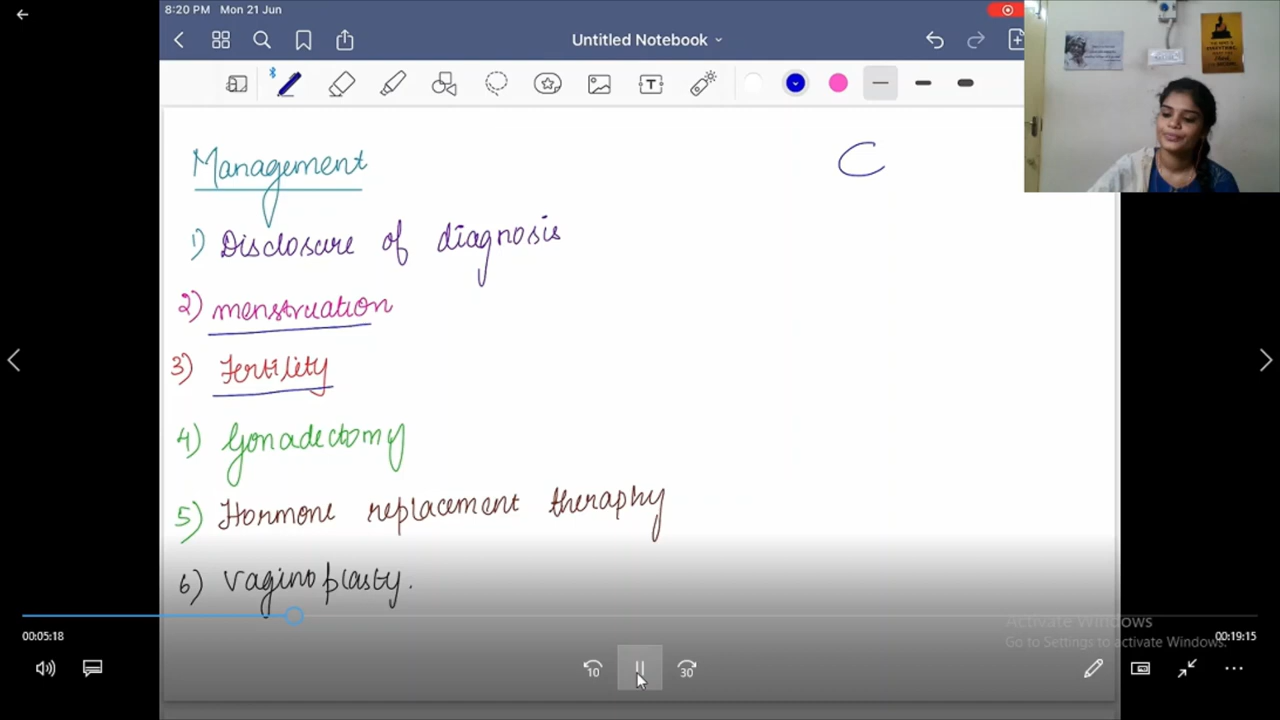 8:20 PM Mon 21 Jun
Untitled Notebook
Management
C
1) Disclosure of diagnosis
2) menstruation
3) Fertility
4) Gonadectomy
5) Hormone replacement theraphy
6) vaginoplasty.
Activate Windows
Go to Settings to activate Windows.
00:05:18
00:19:15
10
30